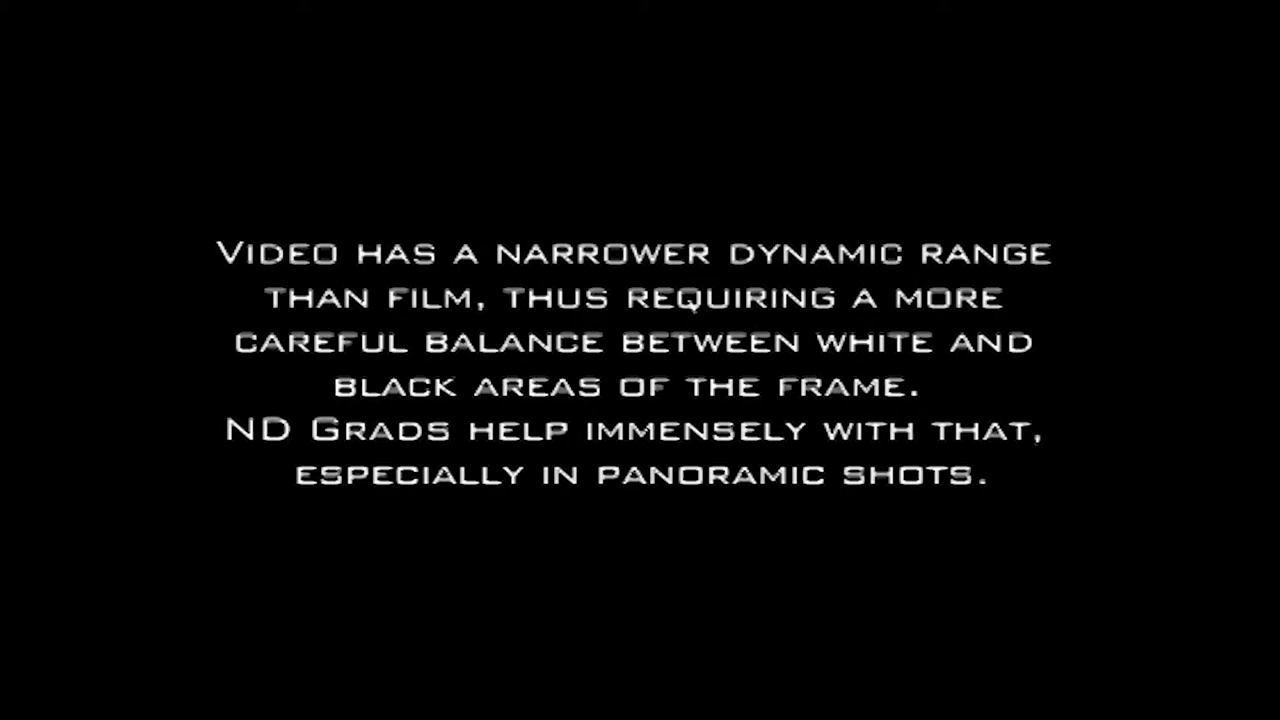 Video has a narrower dynamic range
than film, thus requiring a more
careful balance between white and
black areas of the frame.
ND Grads help immensely with that,
especially in panoramic shots.